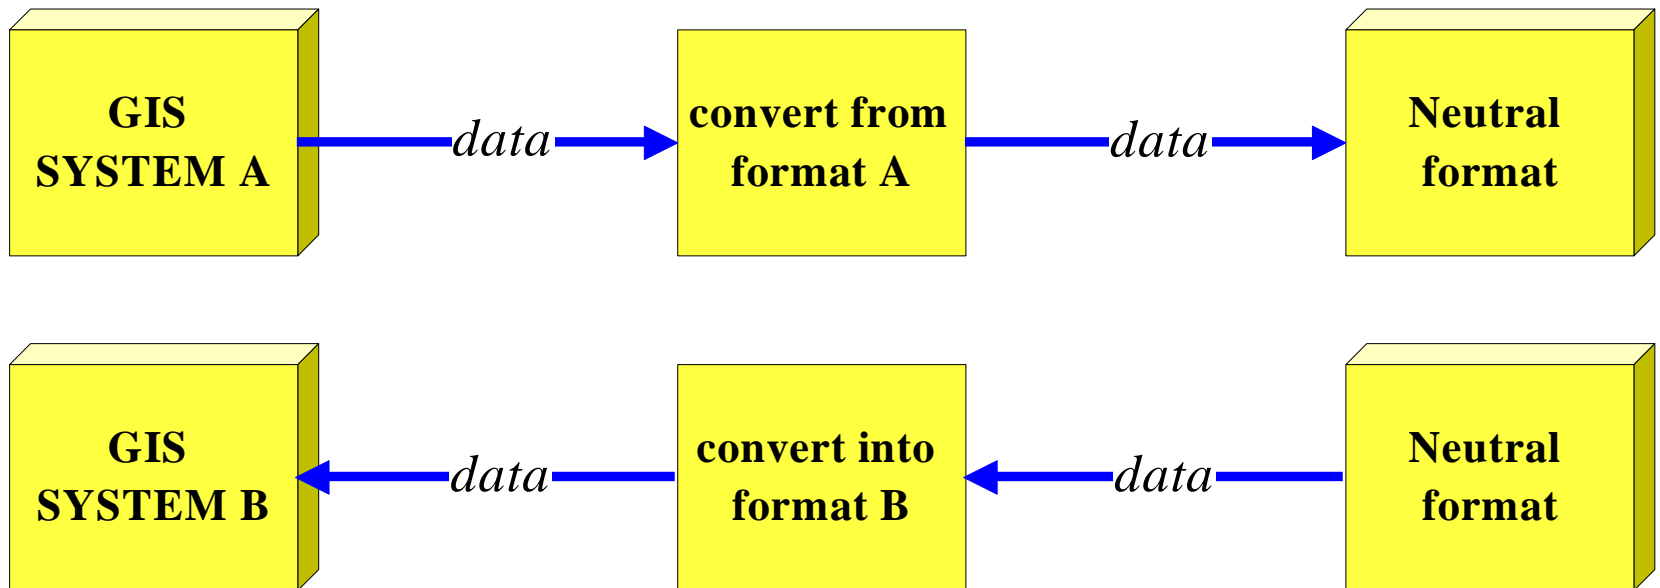 GIS
SYSTEM A
data
convert from
format A
data
Neutral
format
GIS
SYSTEM B
data
convert into
format B
data
Neutral
format